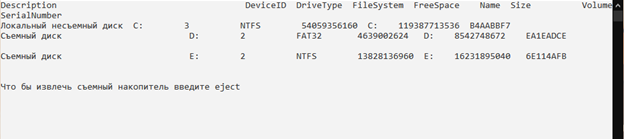 Description DeviceID DriveType FileSystem FreeSpace Name Size Volume
SerialNumber
Локальный несъемный диск C: 3 NTFS 54059356160 C: 119387713536 B4AABBF7
Съемный диск D: 2 FAT32 4639002624 D: 8542748672 EA1EADCE
Съемный диск E: 2 NTFS 13828136960 E: 16231895040 6E114AFB
Что бы извлечь съемный накопитель введите eject